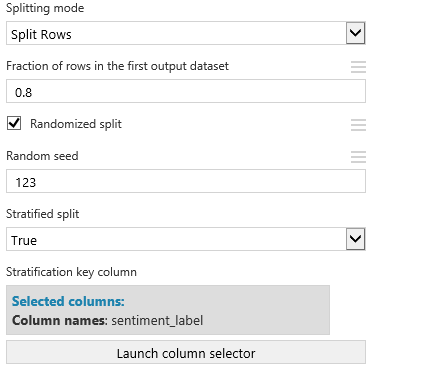 Splitting mode
Split Rows
Fraction of rows in the first output dataset
0.8
Randomized split
Random seed
123
Stratified split
True
Stratification key column
Selected columns:
Column names: sentiment_label
Launch column selector